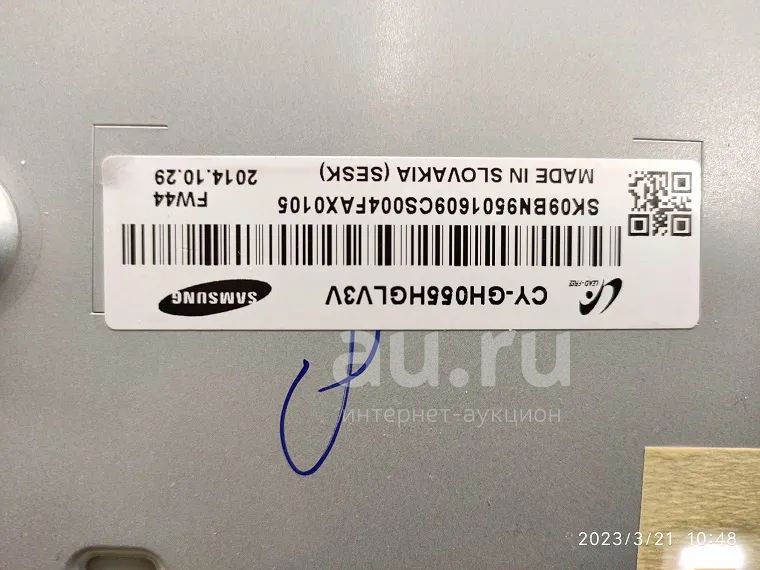 CY-GH055HGLV3V
LEAD-FREE
SAMSUNG
SK09BN9501609CS004FAX0105
FW44
MADE IN SLOVAKIA (SESK)
2014.10.29
au.ru
интернет-аукцион
2023/3/21 10:48